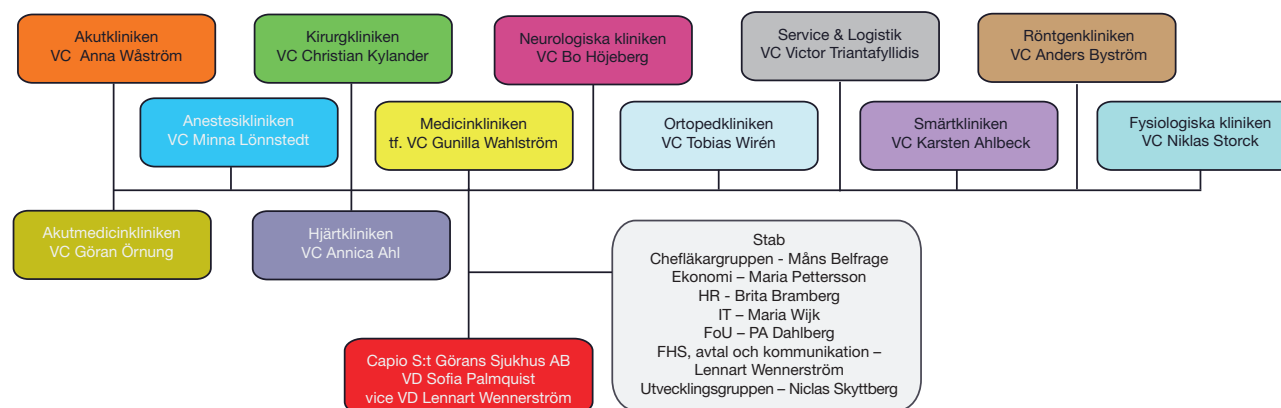 Akutkliniken
VC Anna Wåström
Kirurgkliniken
VC Christian Kylander
Neurologiska kliniken
VC Bo Höjeberg
Service & Logistik
VC Victor Triantafyllidis
Röntgenkliniken
VC Anders Byström
Anestesikliniken
VC Minna Lönnstedt
Medicinkliniken
tf. VC Gunilla Wahlström
Ortopedkliniken
VC Tobias Wirén
Smärtkliniken
VC Karsten Ahlbeck
Fysiologiska kliniken
VC Niklas Storck
Akutmedicinkliniken
VC Göran Örnung
Hjärtkliniken
VC Annica Ahl
Stab
Chefläkargruppen - Måns Belfrage
Ekonomi – Maria Pettersson
HR - Brita Bramberg
IT – Maria Wijk
FoU – PA Dahlberg
FHS, avtal och kommunikation –
Lennart Wennerström
Utvecklingsgruppen – Niclas Skyttberg
Capio S:t Görans Sjukhus AB
VD Sofia Palmquist
vice VD Lennart Wennerström